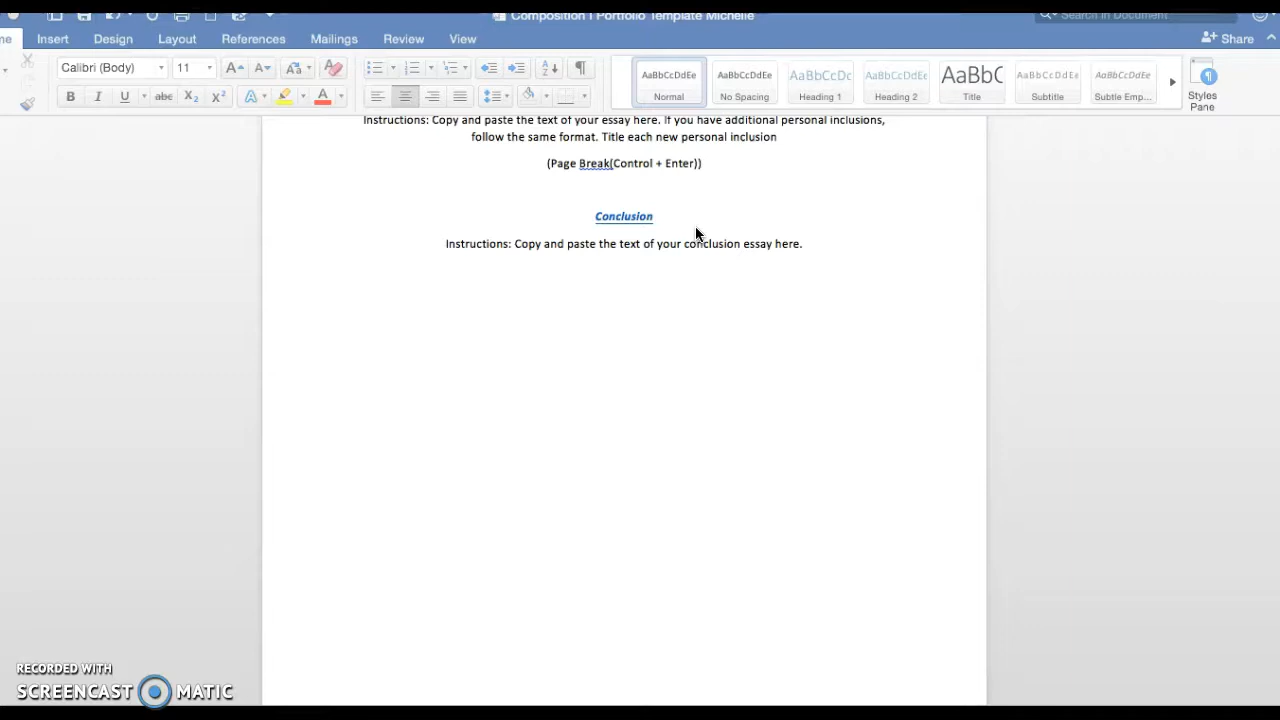 Composition I Portfolio Template Michelle
Search in Document
Insert Design Layout References Mailings Review View Share
Calibri (Body) 11
AaBbCcDdEe AaBbCcDdEe AaBbCcDc AaBbCcDdEe AaBbC AaBbCcDdEe AaBbCcDdEe
Normal No Spacing Heading 1 Heading 2 Title Subtitle Subtle Emp... Styles Pane
B I U abc X₂ X² A A
Instructions: Copy and paste the text of your essay here. If you have additional personal inclusions,
follow the same format. Title each new personal inclusion
(Page Break(Control + Enter))
Conclusion
Instructions: Copy and paste the text of your conclusion essay here.
RECORDED WITH
SCREENCAST MATIC